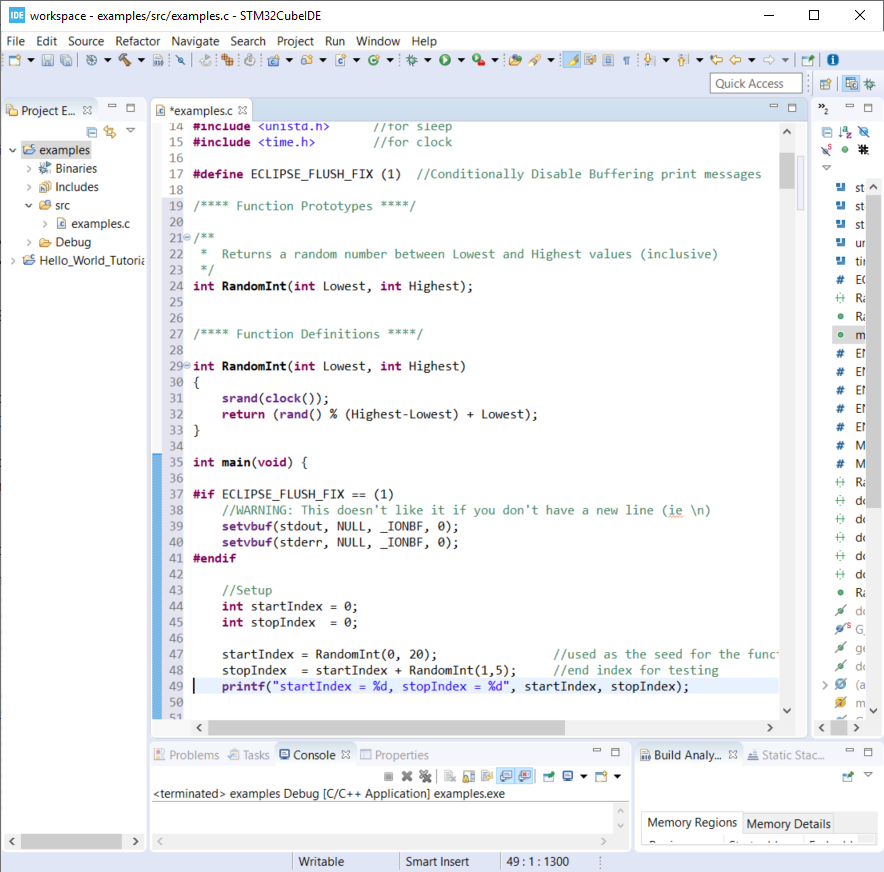 IDE workspace - examples/src/examples.c - STM32CubeIDE
File Edit Source Refactor Navigate Search Project Run Window Help
Quick Access
Project E...
examples
Binaries
Includes
src
examples.c
Debug
Hello_World_Tutoria
*examples.c
14 #include <unistd.h> //for sleep
15 #include <time.h> //for clock
16
17 #define ECLIPSE_FLUSH_FIX (1) //Conditionally Disable Buffering print messages
18
19 /**** Function Prototypes ****/
20
21 /**
22 * Returns a random number between Lowest and Highest values (inclusive)
23 */
24 int RandomInt(int Lowest, int Highest);
25
26
27 /**** Function Definitions ****/
28
29 int RandomInt(int Lowest, int Highest)
30 {
31 srand(clock());
32 return (rand() % (Highest-Lowest) + Lowest);
33 }
34
35 int main(void) {
36
37 #if ECLIPSE_FLUSH_FIX == (1)
38 //WARNING: This doesn't like it if you don't have a new line (ie \n)
39 setvbuf(stdout, NULL, _IONBF, 0);
40 setvbuf(stderr, NULL, _IONBF, 0);
41 #endif
42
43 //Setup
44 int startIndex = 0;
45 int stopIndex = 0;
46
47 startIndex = RandomInt(0, 20); //used as the seed for the func
48 stopIndex = startIndex + RandomInt(1,5); //end index for testing
49 printf("startIndex = %d, stopIndex = %d", startIndex, stopIndex);
50
51
2
st
st
st
ur
tir
EC
Ra
Ra
m
EN
EN
EN
EN
EN
M
M
Ra
dc
dc
dc
dc
dc
Ra
dc
G_
ge
dc
(a
m
Problems Tasks Console Properties
<terminated> examples Debug [C/C++ Application] examples.exe
Build Analy... Static Stac...
Memory Regions Memory Details
Writable Smart Insert 49 : 1 : 1300